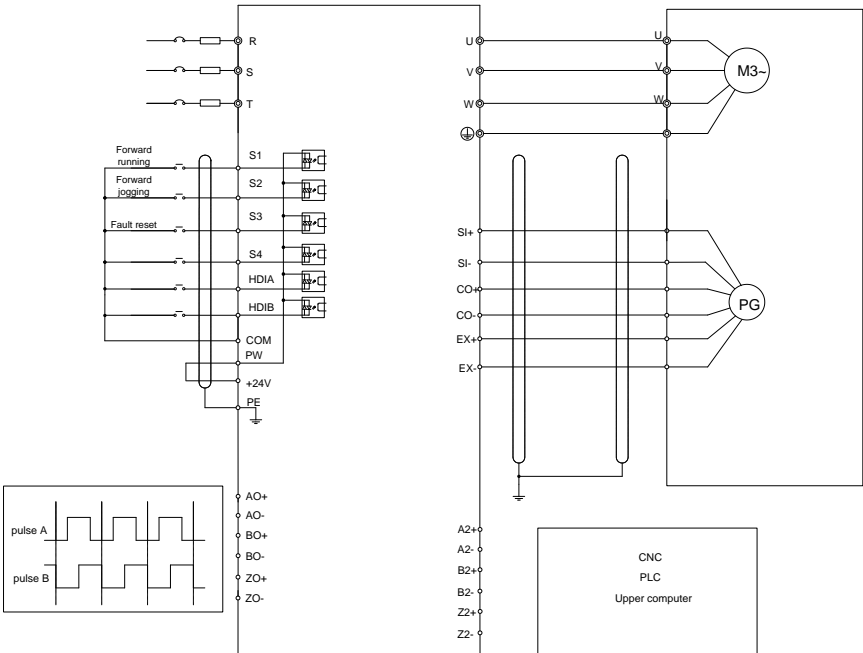 R
S
T
U
V
W
U
V
W
M3~
Forward
running
Forward
jogging
Fault reset
S1
S2
S3
S4
HDIA
HDIB
COM
PW
+24V
PE
SI+
SI-
CO+
CO-
EX+
EX-
PG
pulse A
pulse B
AO+
AO-
BO+
BO-
ZO+
ZO-
A2+
A2-
B2+
B2-
Z2+
Z2-
CNC
PLC
Upper computer